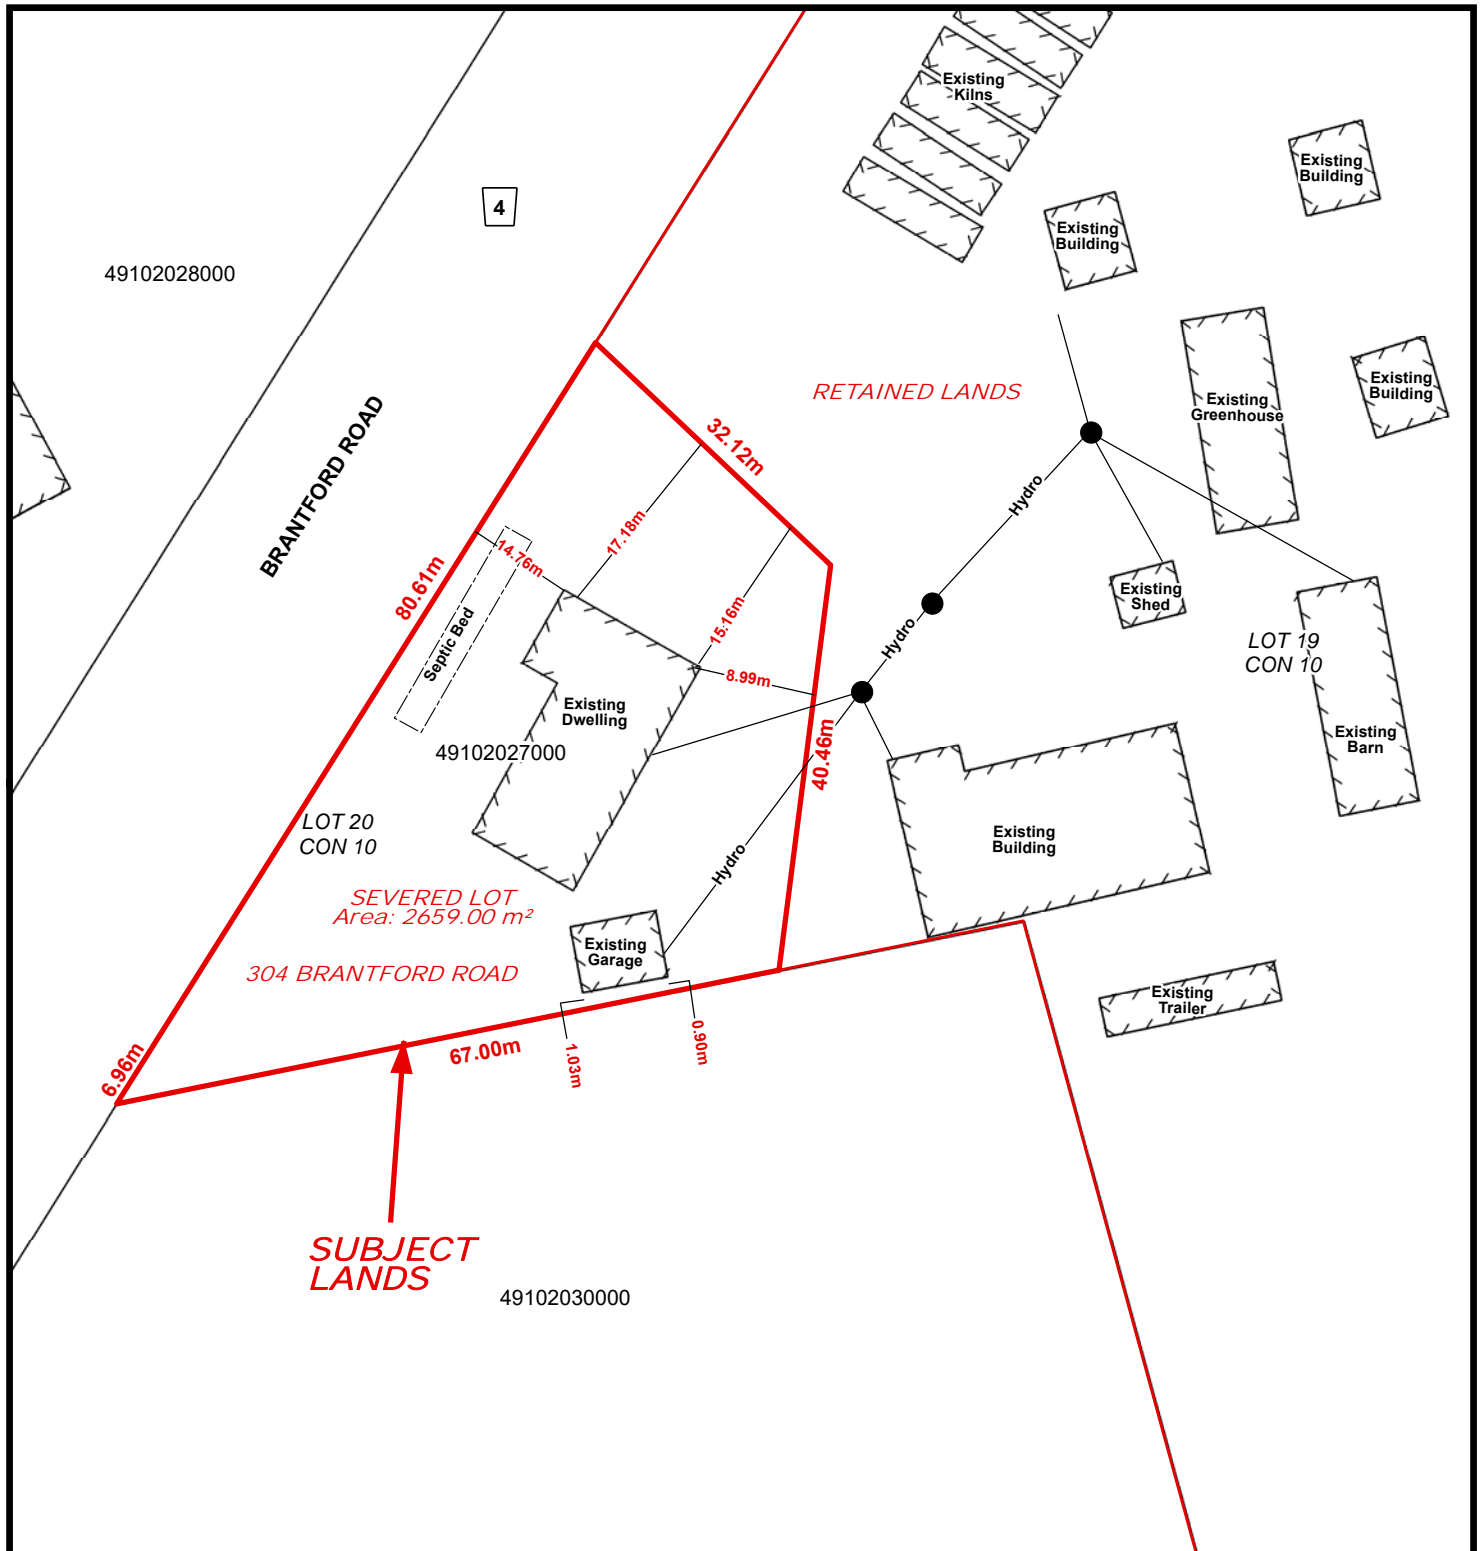 Existing
Kilns
Existing
Building
4
Existing
Building
49102028000
RETAINED LANDS
Existing
Greenhouse
Existing
Building
BRANTFORD ROAD
32.12m
Hydro
17.18m
14.76m
80.61m
Existing
Shed
15.16m
Septic Bed
Hydro
LOT 19
CON 10
8.99m
Existing
Dwelling
49102027000
40.46m
Existing
Barn
LOT 20
CON 10
Existing
Building
Hydro
SEVERED LOT
Area: 2659.00 m²
Existing
Garage
304 BRANTFORD ROAD
Existing
Trailer
0.90m
67.00m
1.03m
6.96m
SUBJECT
LANDS
49102030000